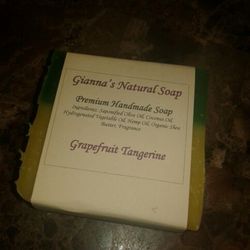 Gianna's Natural Soap
Premium Handmade Soap
Ingredients: Saponified Olive Oil, Coconut Oil,
Hydrogenated Vegetable Oil, Hemp Oil, Organic Shea
Butter, Fragrance
Grapefruit Tangerine